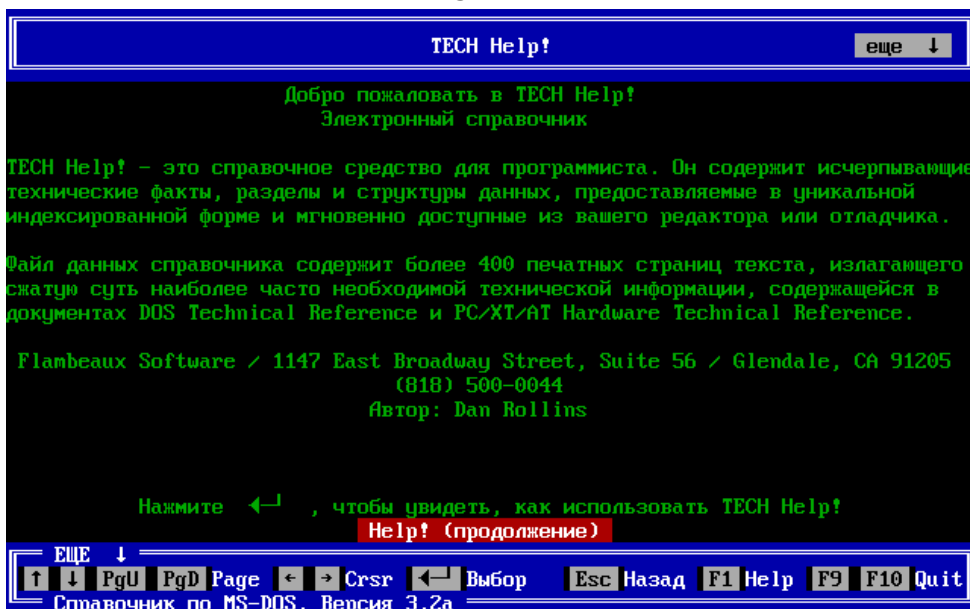 TECH Help!
еще ↓
Добро пожаловать в TECH Help!
Электронный справочник
TECH Help! – это справочное средство для программиста. Он содержит исчерпывающие
технические факты, разделы и структуры данных, предоставляемые в уникальной
индексированной форме и мгновенно доступные из вашего редактора или отладчика.
Файл данных справочника содержит более 400 печатных страниц текста, излагающего
сжатую суть наиболее часто необходимой технической информации, содержащейся в
документах DOS Technical Reference и PC/XT/AT Hardware Technical Reference.
Flambeaux Software / 1147 East Broadway Street, Suite 56 / Glendale, CA 91205
(818) 500-0044
Автор: Dan Rollins
Нажмите ←┘ , чтобы увидеть, как использовать TECH Help!
Help! (продолжение)
ЕЩЕ ↓
↑ ↓ PgU PgD Page ← → Crsr ←┘ Выбор Esc Назад F1 Help F9 F10 Quit
Справочник по MS-DOS. Версия 3.2a